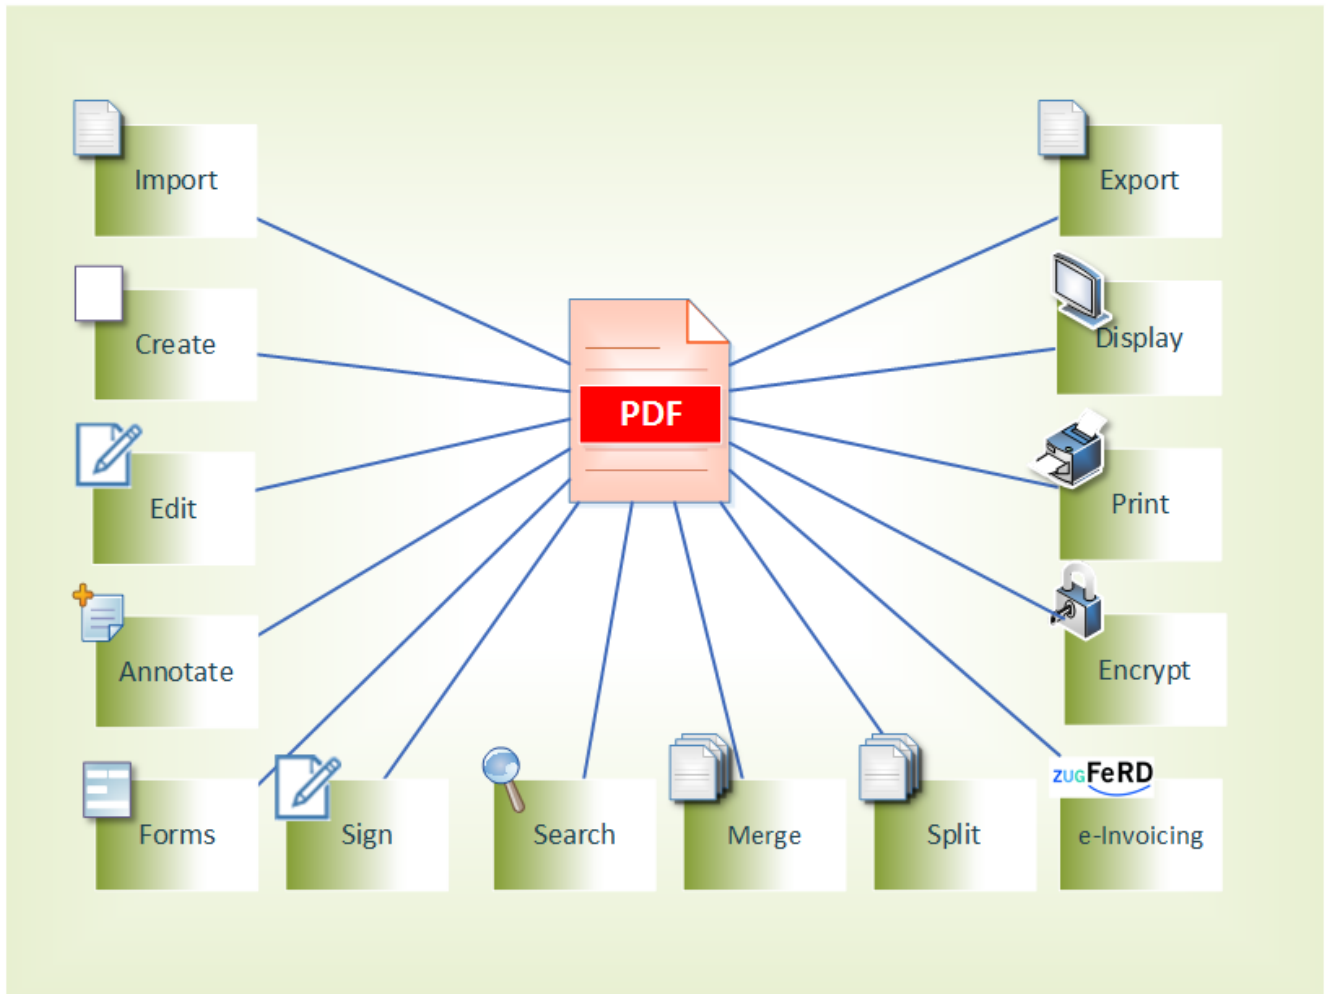 Import
Export
Create
Display
PDF
Edit
Print
Annotate
Encrypt
Forms
Sign
Search
Merge
Split
ZUGFeRD
e-Invoicing